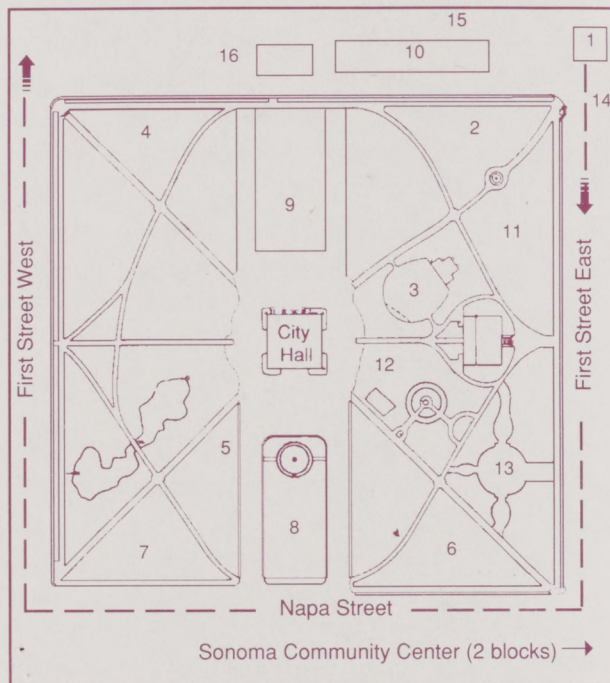 15
1
16
10
14
4
2
9
11
3
First Street West
City
Hall
First Street East
12
5
13
8
7
6
Napa Street
Sonoma Community Center (2 blocks)